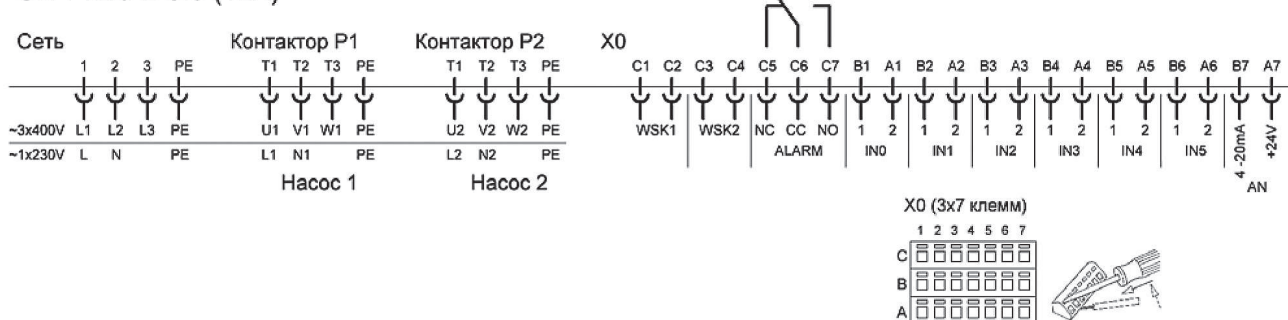 Сеть Контактор P1 Контактор P2 X0
1 2 3 PE T1 T2 T3 PE T1 T2 T3 PE C1 C2 C3 C4 C5 C6 C7 B1 A1 B2 A2 B3 A3 B4 A4 B5 A5 B6 A6 B7 A7
~3x400V L1 L2 L3 PE U1 V1 W1 PE U2 V2 W2 PE WSK1 WSK2 NC CC NO 1 2 1 2 1 2 1 2 1 2 1 2 4 -20mA +24V
~1x230V L N PE L1 N1 PE L2 N2 PE ALARM IN0 IN1 IN2 IN3 IN4 IN5
AN
Насос 1 Насос 2
X0 (3x7 клемм)
1 2 3 4 5 6 7
C
B
A